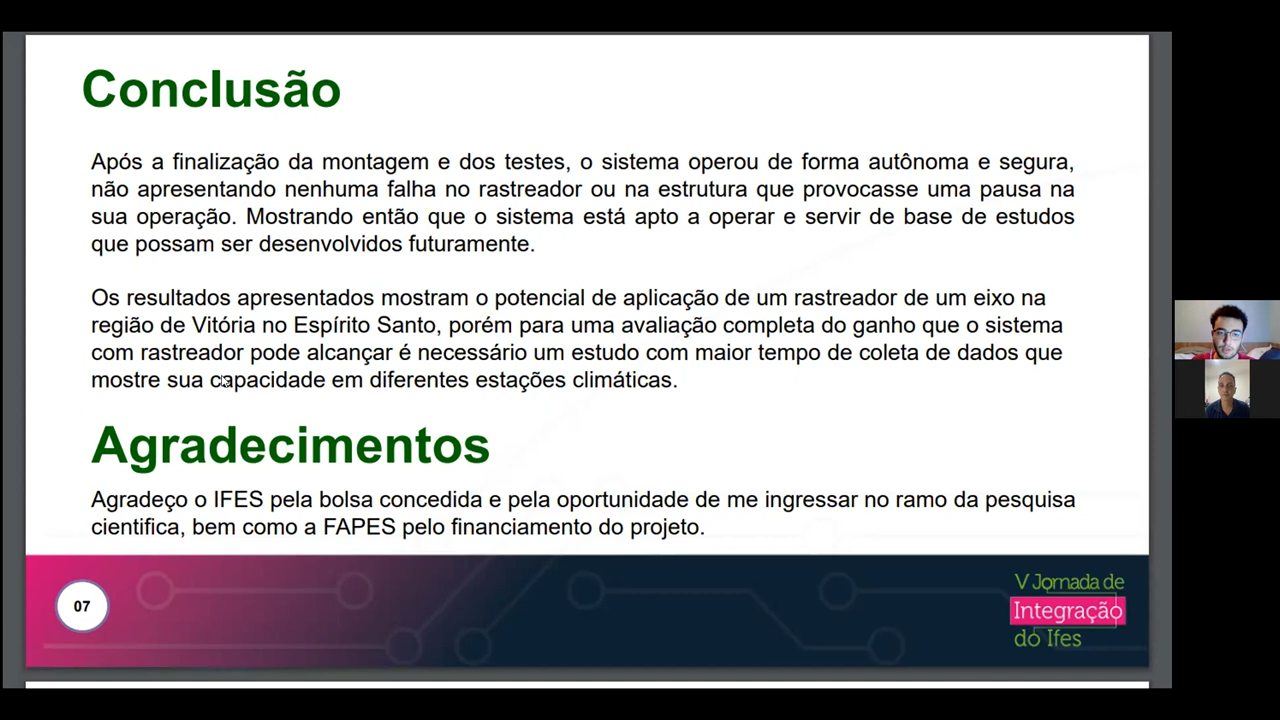 Conclusão
Após a finalização da montagem e dos testes, o sistema operou de forma autônoma e segura,
não apresentando nenhuma falha no rastreador ou na estrutura que provocasse uma pausa na
sua operação. Mostrando então que o sistema está apto a operar e servir de base de estudos
que possam ser desenvolvidos futuramente.
Os resultados apresentados mostram o potencial de aplicação de um rastreador de um eixo na
região de Vitória no Espírito Santo, porém para uma avaliação completa do ganho que o sistema
com rastreador pode alcançar é necessário um estudo com maior tempo de coleta de dados que
mostre sua capacidade em diferentes estações climáticas.
Agradecimentos
Agradeço o IFES pela bolsa concedida e pela oportunidade de me ingressar no ramo da pesquisa
cientifica, bem como a FAPES pelo financiamento do projeto.
07
V Jornada de
Integração
do Ifes